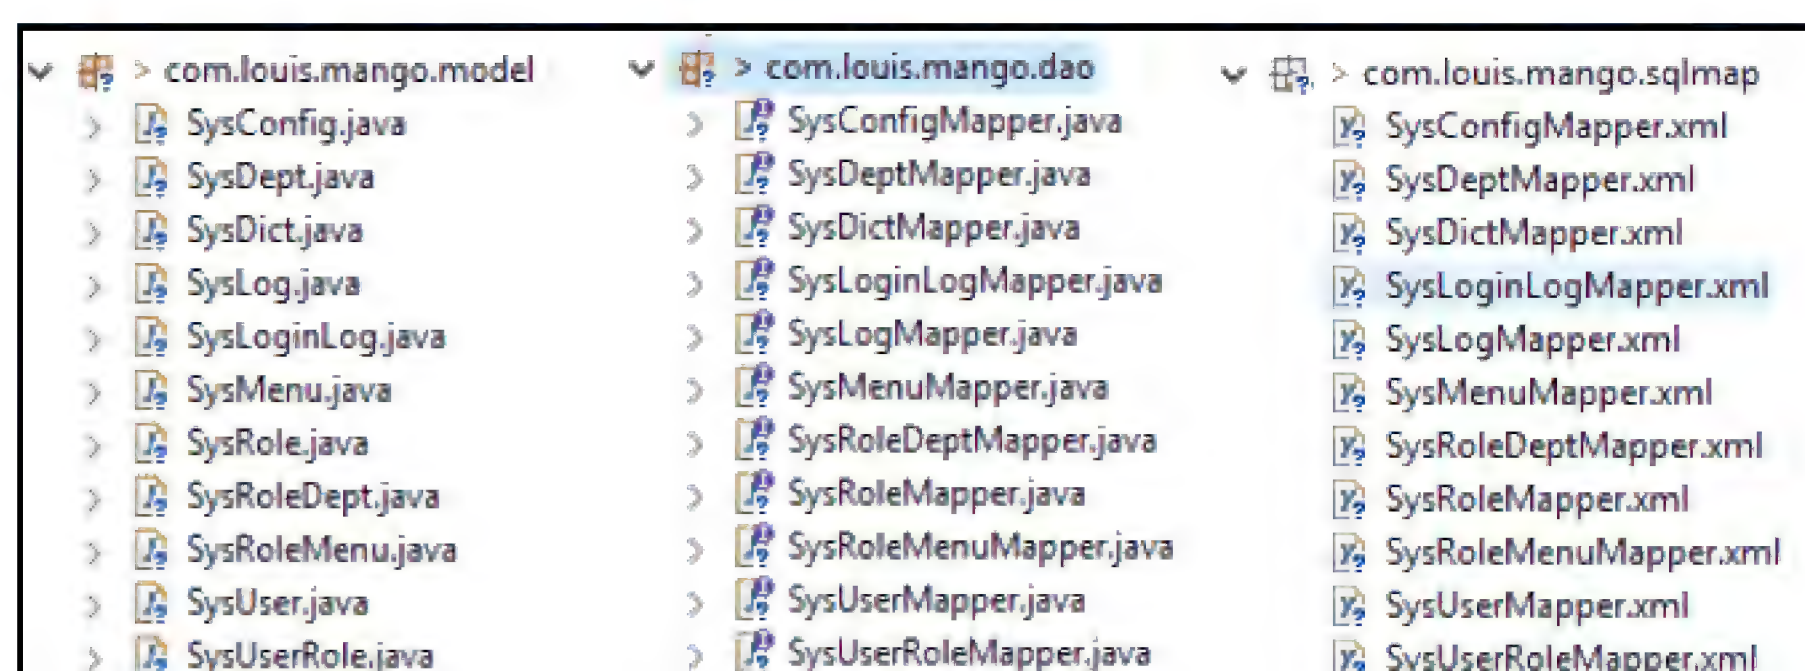 com.louis.mango.model
SysConfig.java
SysDept.java
SysDict.java
SysLog.java
SysLoginLog.java
SysMenu.java
SysRole.java
SysRoleDept.java
SysRoleMenu.java
SysUser.java
SysUserRole.java
com.louis.mango.dao
SysConfigMapper.java
SysDeptMapper.java
SysDictMapper.java
SysLoginLogMapper.java
SysLogMapper.java
SysMenuMapper.java
SysRoleDeptMapper.java
SysRoleMapper.java
SysRoleMenuMapper.java
SysUserMapper.java
SysUserRoleMapper.java
com.louis.mango.sqlmap
SysConfigMapper.xml
SysDeptMapper.xml
SysDictMapper.xml
SysLoginLogMapper.xml
SysLogMapper.xml
SysMenuMapper.xml
SysRoleDeptMapper.xml
SysRoleMapper.xml
SysRoleMenuMapper.xml
SysUserMapper.xml
SysUserRoleMapper.xml